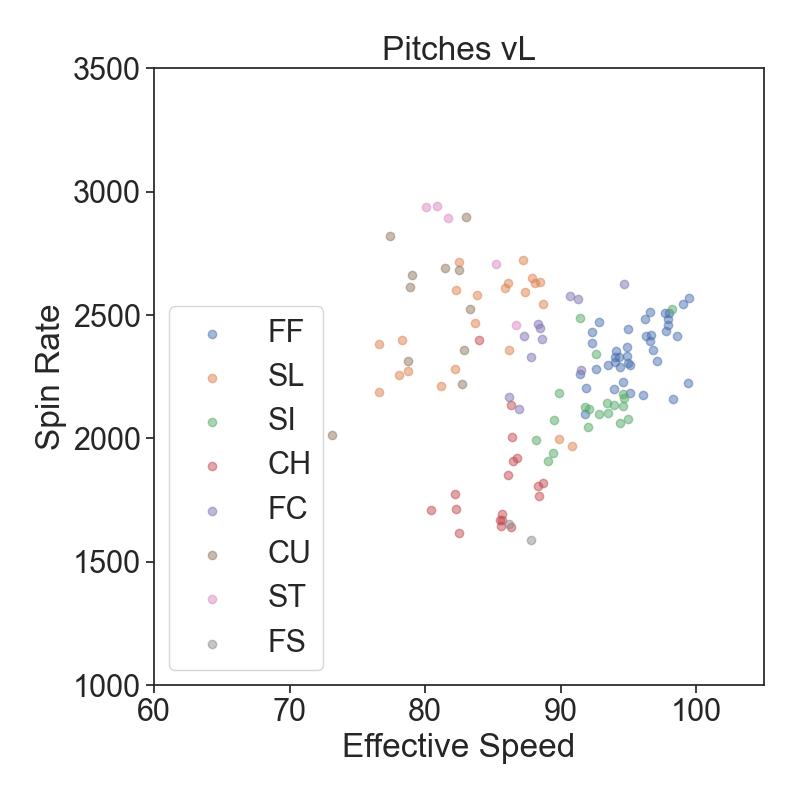 Pitches vL
3500
3000
2500
2000
1500
1000
Spin Rate
FF
SL
SI
CH
FC
CU
ST
FS
60 70 80 90 100
Effective Speed